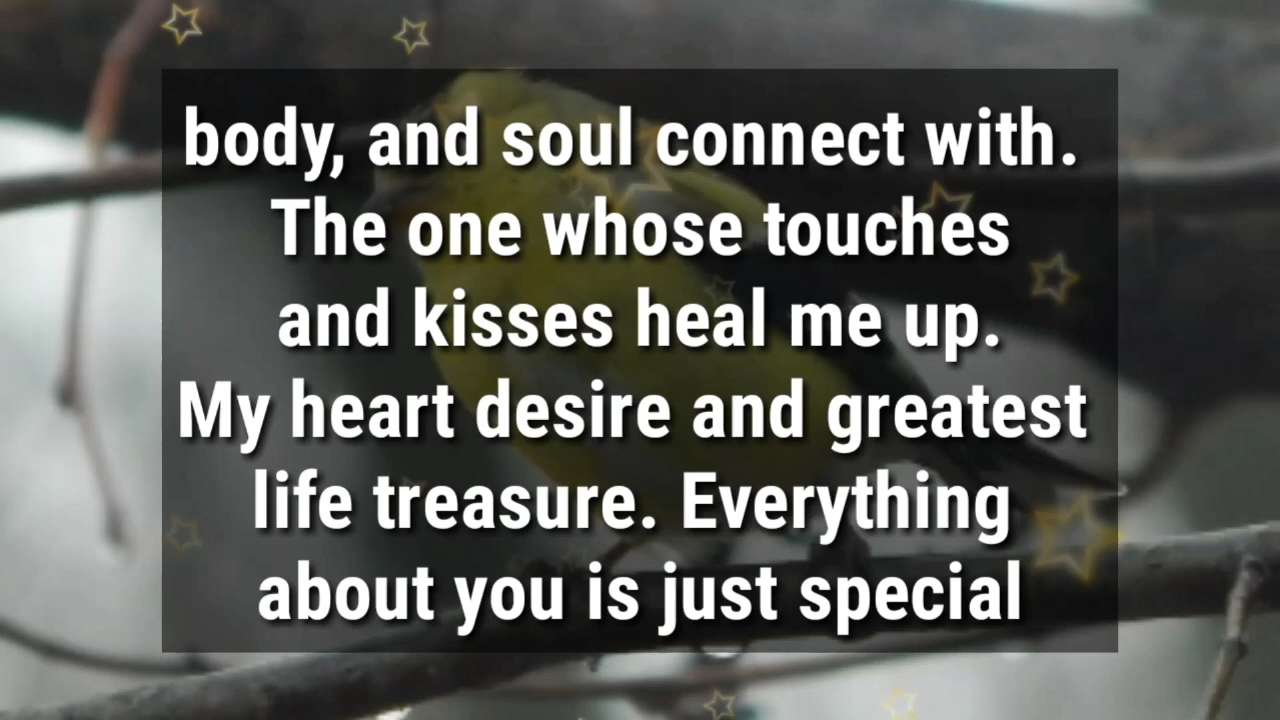 body, and soul connect with.
The one whose touches
and kisses heal me up.
My heart desire and greatest
life treasure. Everything
about you is just special